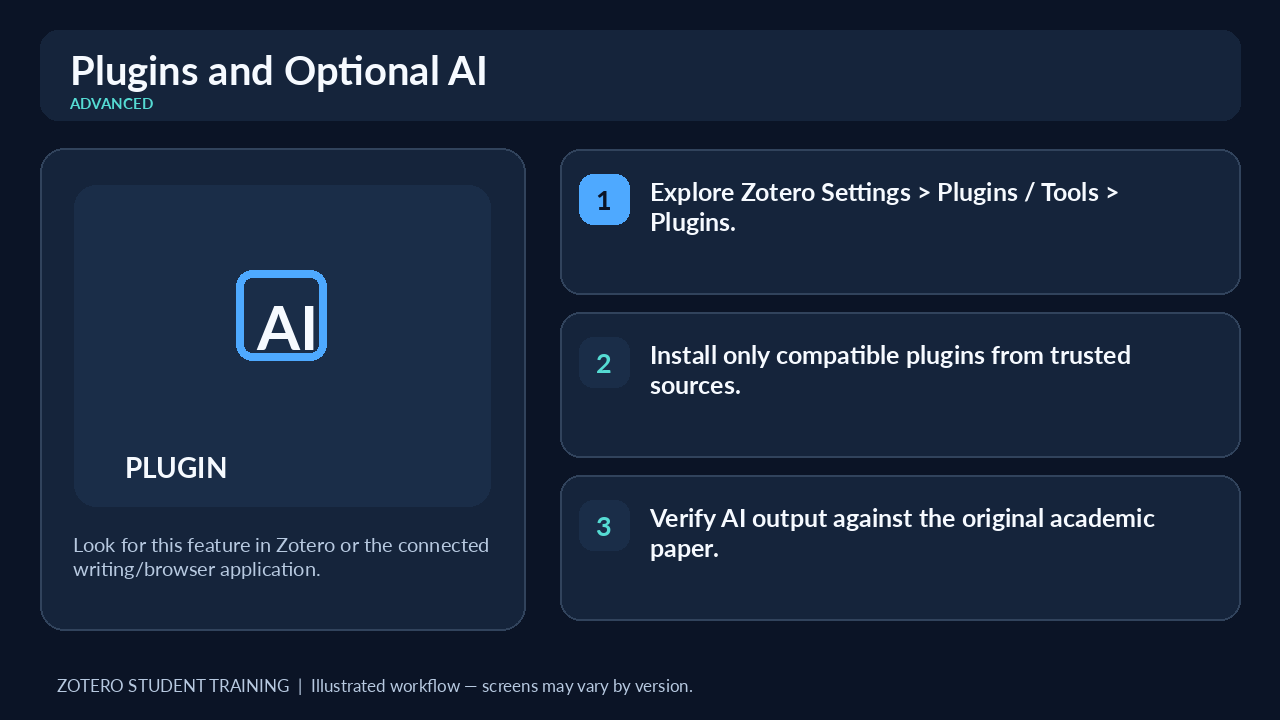 Plugins and Optional AI
ADVANCED
AI
PLUGIN
Look for this feature in Zotero or the connected
writing/browser application.
1
Explore Zotero Settings > Plugins / Tools >
Plugins.
2
Install only compatible plugins from trusted
sources.
3
Verify AI output against the original academic
paper.
ZOTERO STUDENT TRAINING | Illustrated workflow — screens may vary by version.